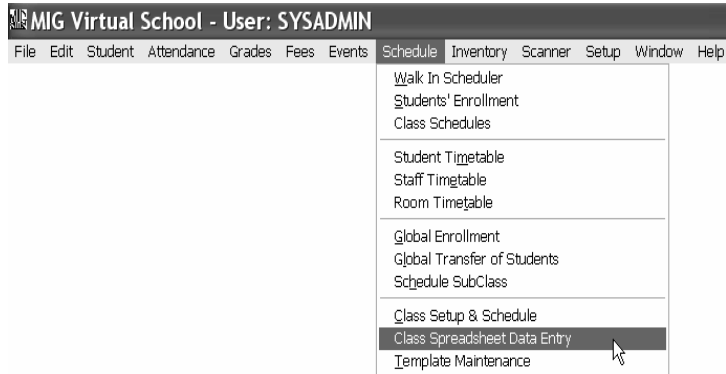 MIG Virtual School - User: SYSADMIN
File Edit Student Attendance Grades Fees Events Schedule Inventory Scanner Setup Window Help
Walk In Scheduler
Students' Enrollment
Class Schedules
Student Timetable
Staff Timetable
Room Timetable
Global Enrollment
Global Transfer of Students
Schedule SubClass
Class Setup & Schedule
Class Spreadsheet Data Entry
Template Maintenance